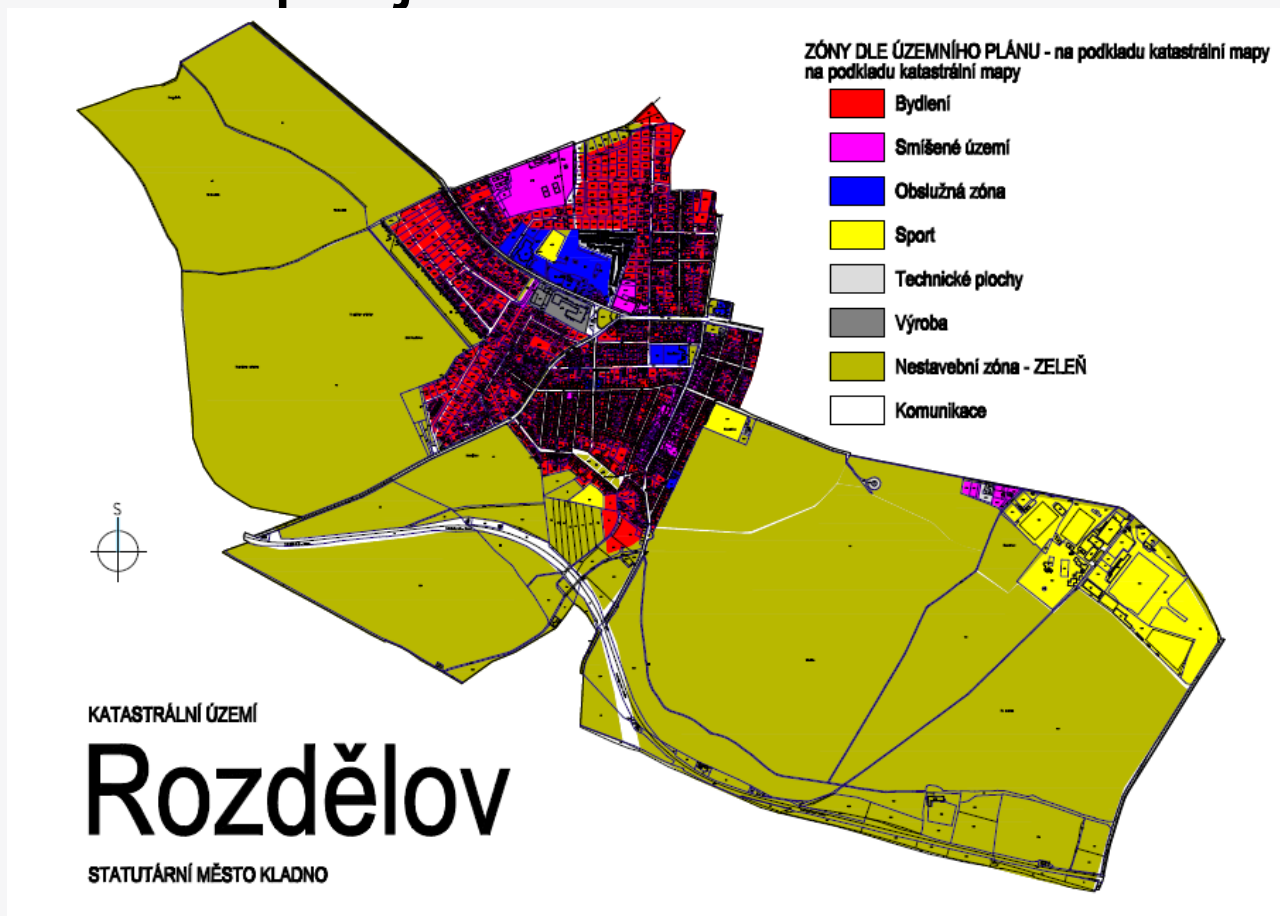 ZÓNY DLE ÚZEMNÍHO PLÁNU - na podkladu katastrální mapy
na podkladu katastrální mapy
Bydlení
Smíšené území
Obslužná zóna
Sport
Technické plochy
Výroba
Nestavební zóna - ZELEŇ
Komunikace
S
KATASTRÁLNÍ ÚZEMÍ
Rozdělov
STATUTÁRNÍ MĚSTO KLADNO